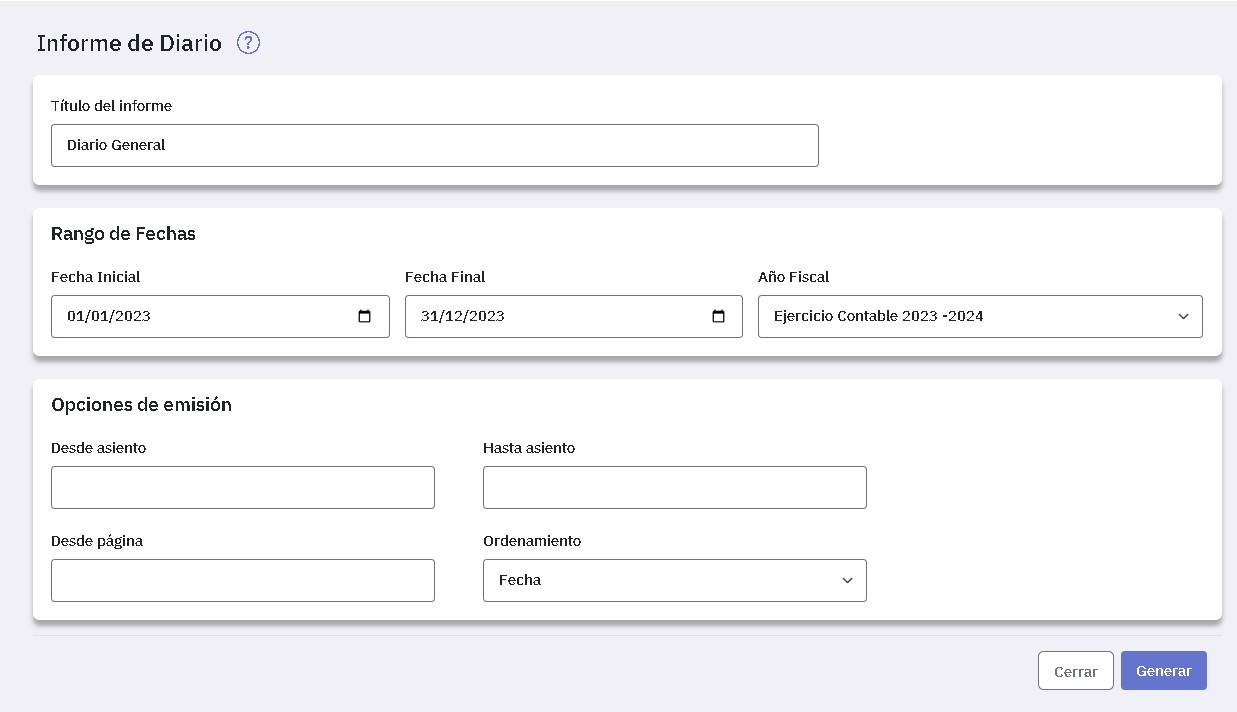 Informe de Diario ?
Título del informe
Diario General
Rango de Fechas
Fecha Inicial Fecha Final Año Fiscal
01/01/2023 31/12/2023 Ejercicio Contable 2023 -2024
Opciones de emisión
Desde asiento Hasta asiento
Desde página Ordenamiento
Fecha
Cerrar Generar